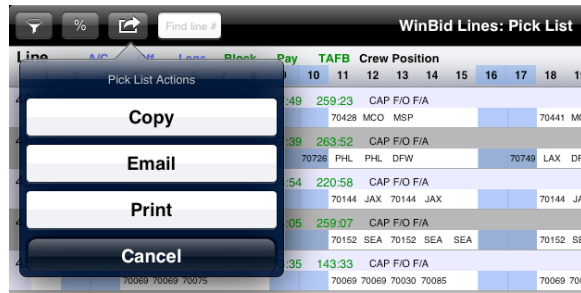 % Find line # WinBid Lines: Pick List
Line A/C Off Legs Block Pay TAFB Crew Position
9 10 11 12 13 14 15 16 17 18
Pick List Actions
Copy
Email
Print
Cancel
:49 259:23 CAP F/O F/A
70428 MCO MSP 70441
:39 263:52 CAP F/O F/A
70726 PHL PHL DFW 70749 LAX
:54 220:58 CAP F/O F/A
70144 JAX 70144 JAX 70144
:05 259:07 CAP F/O F/A
70152 SEA 70152 SEA SEA 70152
:35 143:33 CAP F/O F/A
70069 70069 70075 70069 70069 70030 70085 70069